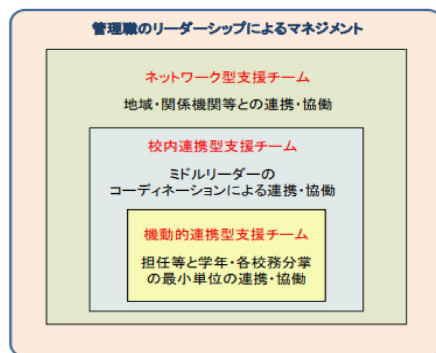 管理職のリーダーシップによるマネジメント
ネットワーク型支援チーム
地域・関係機関等との連携・協働
校内連携型支援チーム
ミドルリーダーの
コーディネーションによる連携・協働
機動的連携型支援チーム
担任等と学年・各校務分掌
の最小単位の連携・協働